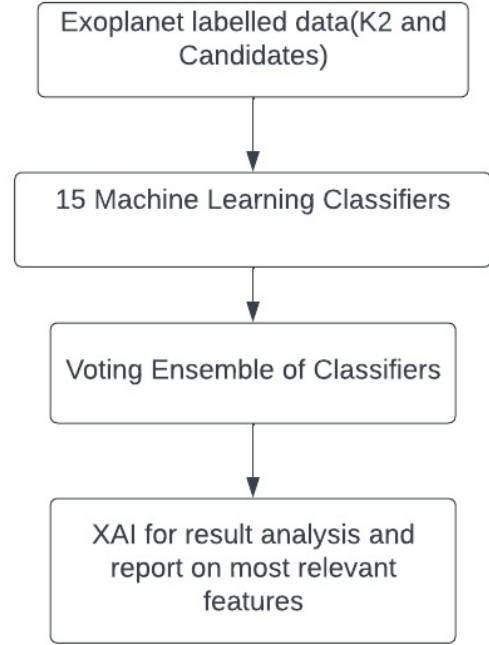 Exoplanet labelled data(K2 and
Candidates)
15 Machine Learning Classifiers
Voting Ensemble of Classifiers
XAI for result analysis and
report on most relevant
features